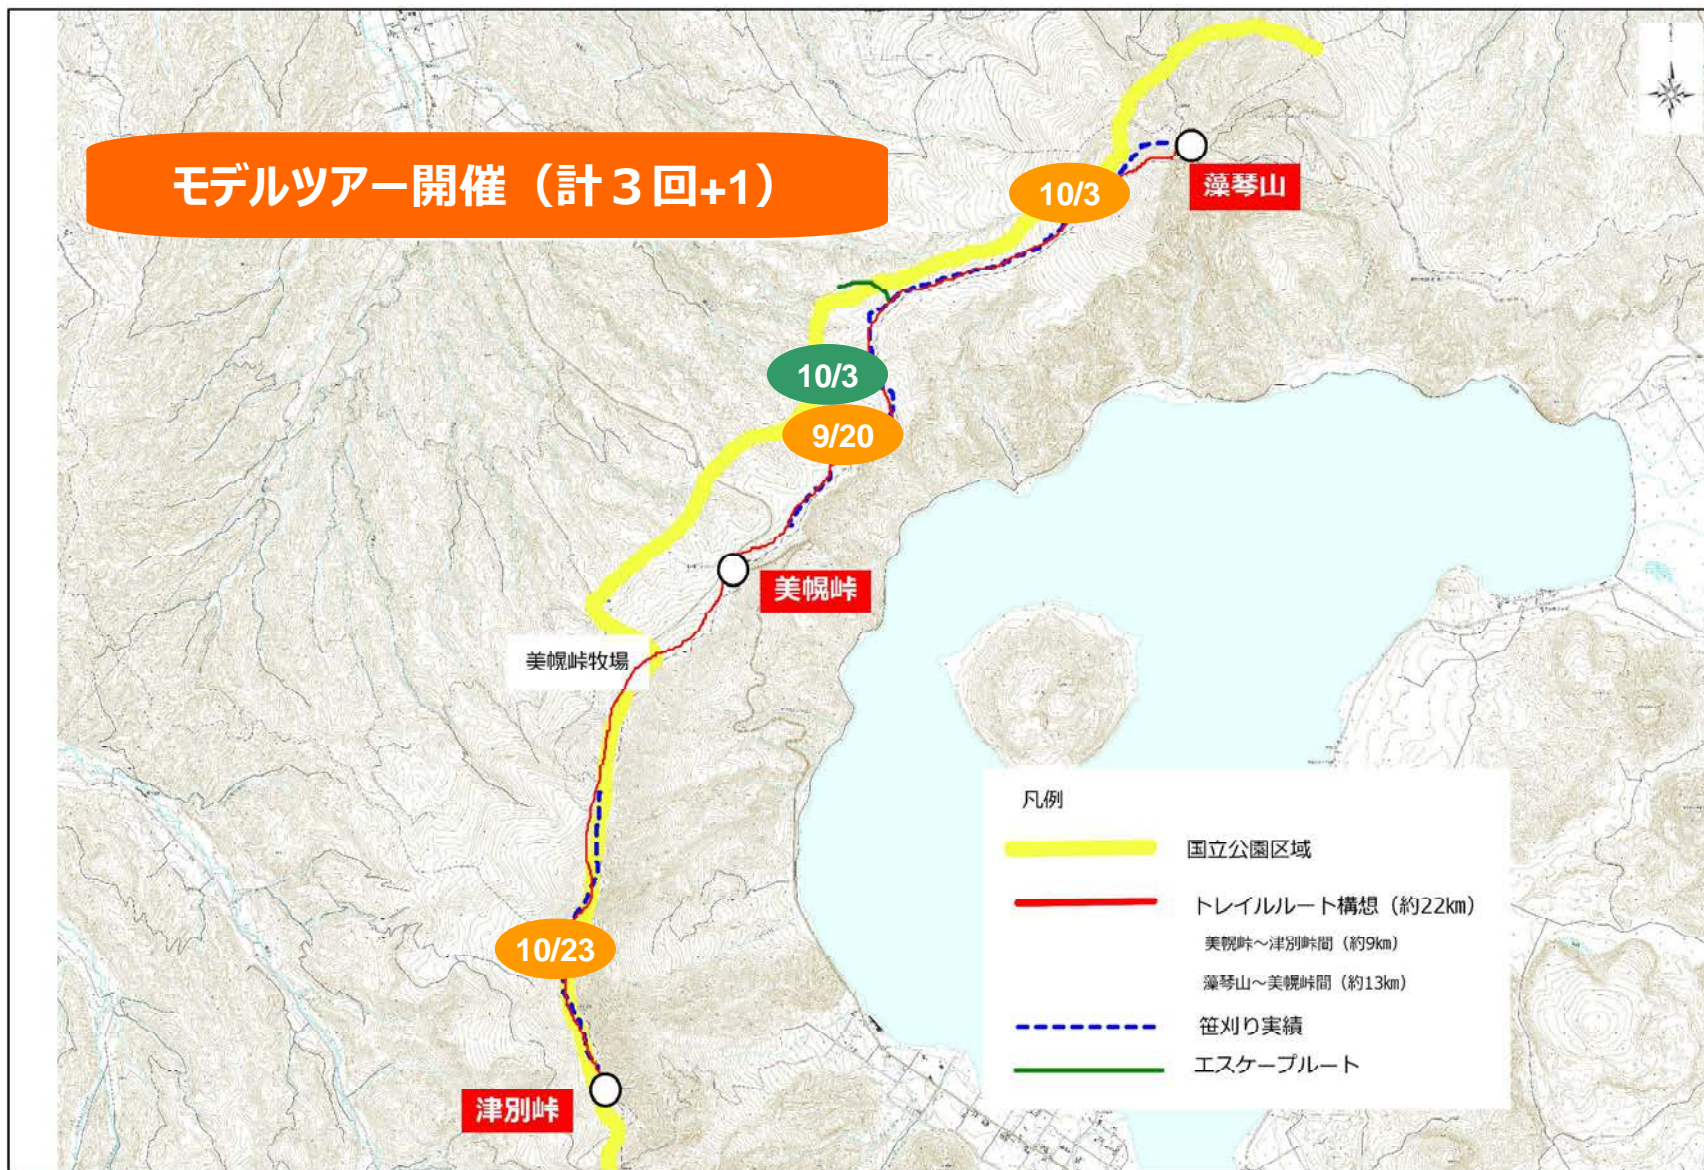 モデルツアー開催（計３回+1）
10/3
藻琴山
10/3
9/20
美幌峠
美幌峠牧場
10/23
津別峠
凡例
国立公園区域
トレイルルート構想（約22km）
美幌峠～津別峠間（約9km）
藻琴山～美幌峠間（約13km）
笹刈り実績
エスケープルート